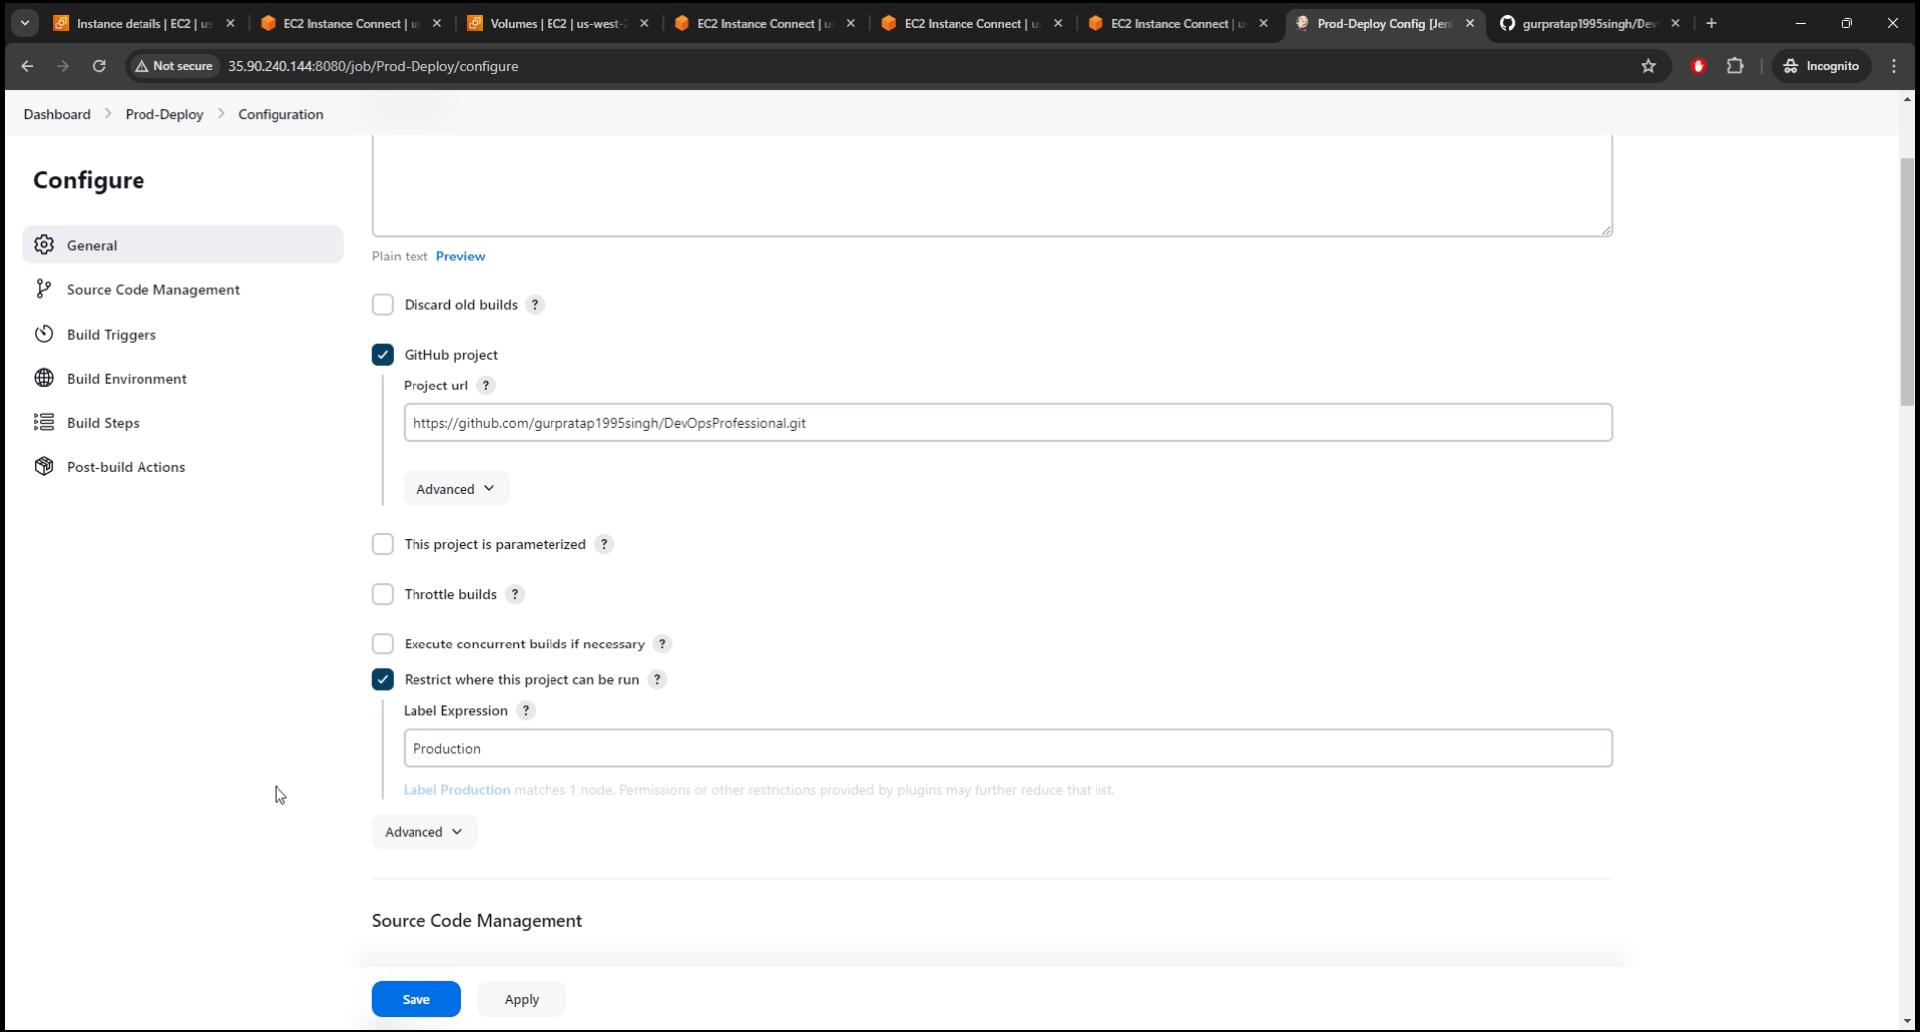 Instance details | EC2 | us
EC2 Instance Connect | u
Volumes | EC2 | us-west-2
EC2 Instance Connect | u
EC2 Instance Connect | u
EC2 Instance Connect | u
Prod-Deploy Config [Jen
gurpratap1995singh/Dev
Not secure
35.90.240.144:8080/job/Prod-Deploy/configure
Incognito
Dashboard
Prod-Deploy
Configuration
Configure
General
Source Code Management
Build Triggers
Build Environment
Build Steps
Post-build Actions
Plain text Preview
Discard old builds ?
GitHub project
Project url ?
https://github.com/gurpratap1995singh/DevOpsProfessional.git
Advanced
This project is parameterized ?
Throttle builds ?
Execute concurrent builds if necessary ?
Restrict where this project can be run ?
Label Expression ?
Production
Label Production matches 1 node. Permissions or other restrictions provided by plugins may further reduce that list.
Advanced
Source Code Management
Save
Apply